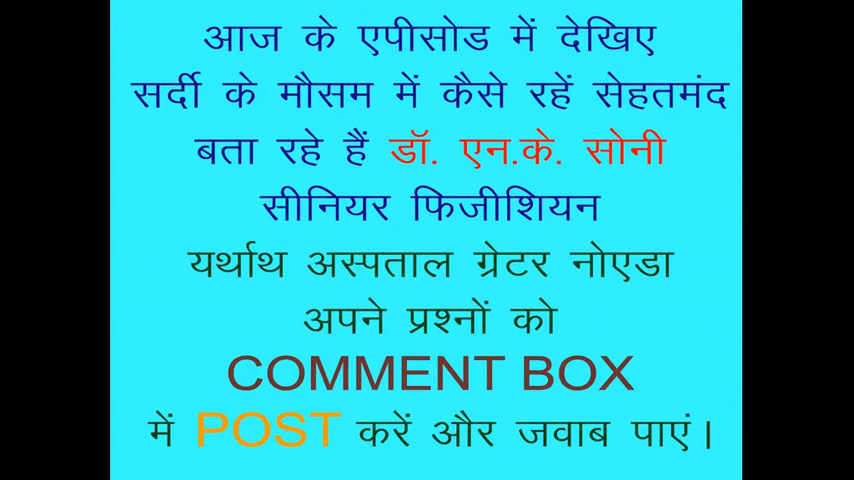 आज के एपीसोड में देखिए
सर्दी के मौसम में कैसे रहें सेहतमंद
बता रहे हैं डॉ. एन.के. सोनी
सीनियर फिजीशियन
यर्थाथ अस्पताल ग्रेटर नोएडा
अपने प्रश्नों को
COMMENT BOX
में POST करें और जवाब पाएं।